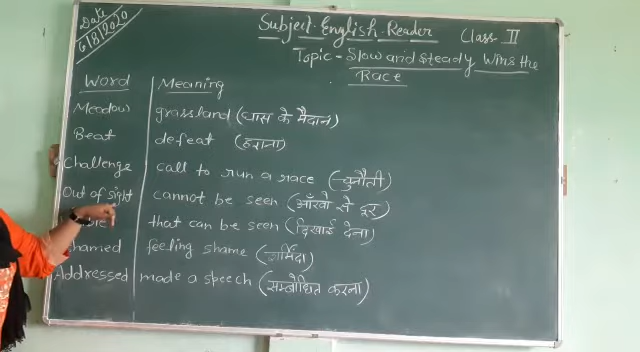 Date
6/8/2020
Subject-English-Reader Class-II
Topic-Slow and steady wins the
Race
Word Meaning
Meadow grassland (घास के मैदान)
Beat defeat (हराना)
Challenge call to run a race (चुनौती)
Out of sight cannot be seen (आँखो से दूर)
that can be seen (दिखाई देना)
shamed feeling shame (शर्मिंदा)
Addressed made a speech (सम्बोधित करना)